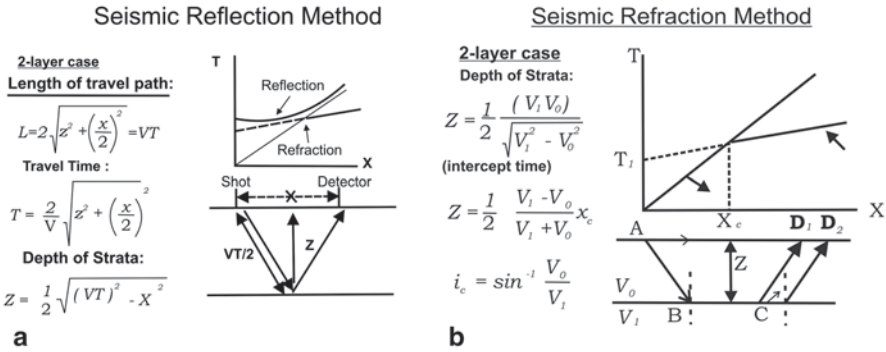 Seismic Reflection Method
2-layer case
Length of travel path:
L=2√(z² + (x/2)²) = VT
Travel Time :
T = 2/V √(z² + (x/2))²
Depth of Strata:
Z = 1/2 √((VT)² - X²)
a
T
Reflection
Refraction
X
Shot
Detector
X
VT/2
Z
Seismic Refraction Method
2-layer case
Depth of Strata:
Z = 1/2 (V₁V₀)/√(V₁² - V₀²)
(intercept time)
Z = 1/2 (V₁ - V₀)/(V₁ + V₀) x_c
i_c = sin⁻¹ V₀/V₁
b
T
T₁
X_c
X
A
D₁ D₂
Z
V₀
V₁
B
C